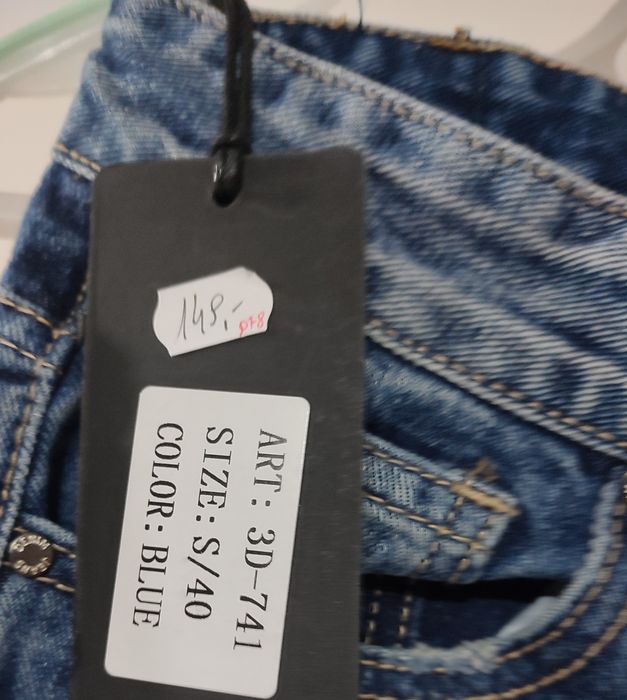 149,-
ART: 3D-741
SIZE: S/40
COLOR: BLUE